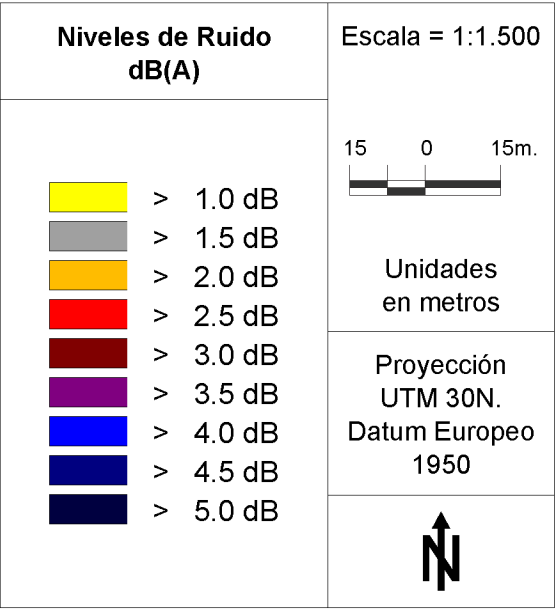 Niveles de Ruido
dB(A)
> 1.0 dB
> 1.5 dB
> 2.0 dB
> 2.5 dB
> 3.0 dB
> 3.5 dB
> 4.0 dB
> 4.5 dB
> 5.0 dB
Escala = 1:1.500
15 0 15m.
Unidades
en metros
Proyección
UTM 30N.
Datum Europeo
1950
N